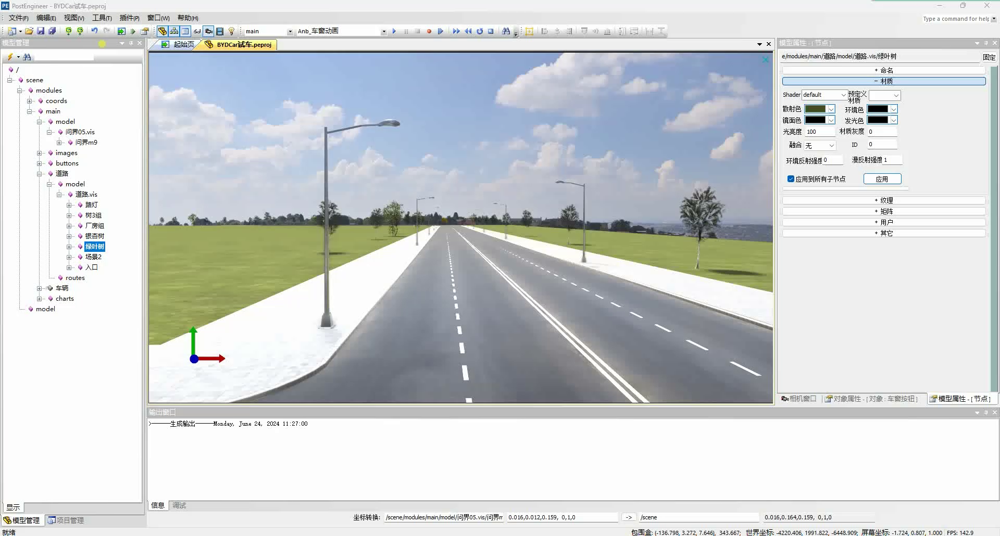 PostEngineer - BYDCar试车.peproj
文件(F) 编辑(E) 视图(V) 工具(T) 插件(P) 窗口(W) 帮助(H)
Type a command for help
main
Anb_车窗动画
模型管理
起始页
BYDCar试车.peproj
/
scene
modules
coords
main
model
问界05.vis
问界m9
images
buttons
道路
model
道路.vis
路灯
树3组
厂房组
银杏树
绿叶树
场景2
入口
routes
车辆
charts
model
显示
模型管理
项目管理
就绪
模型属性 - [ 节点 ]
e/modules/main/道路/model/道路.vis/绿叶树
固定
+ 命名
− 材质
Shader default 预定义材质
散射色 环境色
镜面色 发光色
光亮度 100 材质灰度 0
融合 无 ID 0
环境反射强度 0 漫反射强度 1
应用到所有子节点 应用
+ 纹理
+ 矩阵
+ 用户
+ 其它
相机窗口
对象属性 - [ 对象 : 车窗按钮 ]
模型属性 - [ 节点 ]
输出窗口
>———生成输出———Monday, June 24, 2024 11:27:00
信息 调试
坐标转换: /scene/modules/main/model/问界05.vis/问界m 0.016,0.012,0.159, 0,1,0 -> /scene 0.016,0.164,0.159, 0,1,0
包围盒: (-136.798, 3.272, 7.646), 343.667; 世界坐标: -4220.406, 1991.822, -6448.909; 屏幕坐标: -1.724, 0.807, 1.000 FPS: 142.9